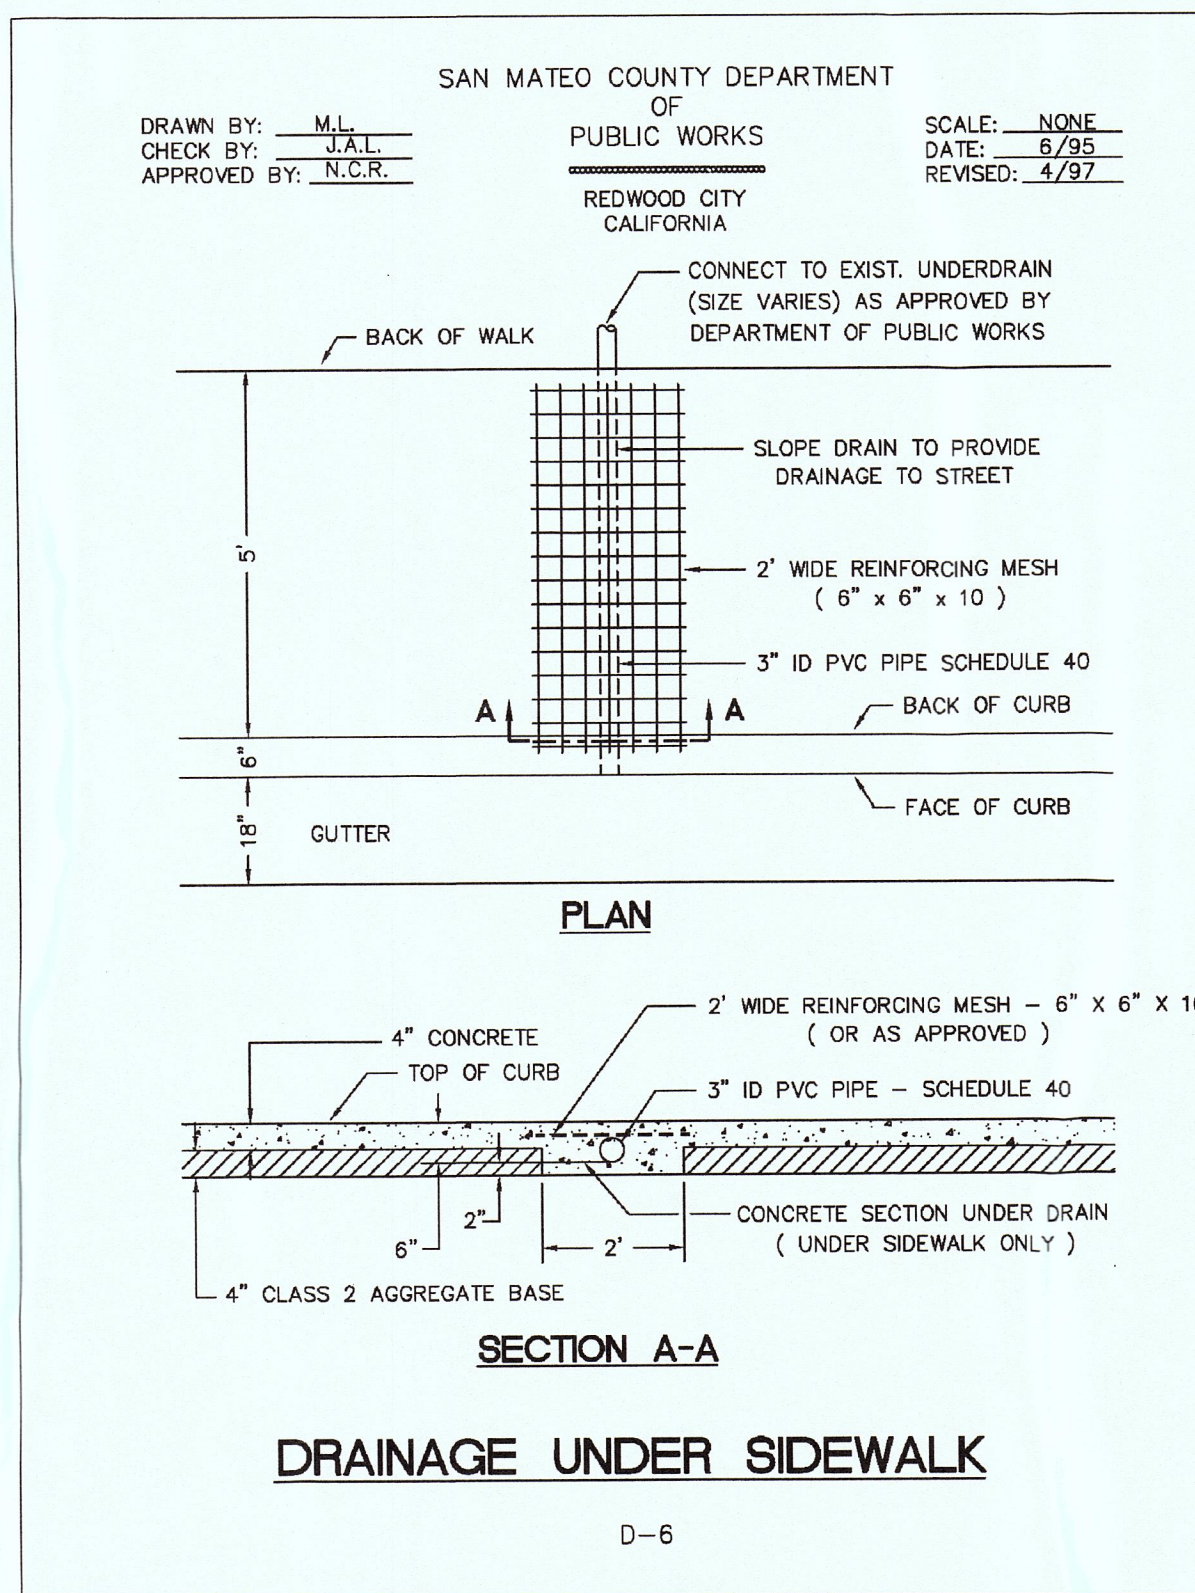 SAN MATEO COUNTY DEPARTMENT
OF
PUBLIC WORKS
REDWOOD CITY
CALIFORNIA
DRAWN BY: M.L.
CHECK BY: J.A.L.
APPROVED BY: N.C.R.
SCALE: NONE
DATE: 6/95
REVISED: 4/97
CONNECT TO EXIST. UNDERDRAIN
(SIZE VARIES) AS APPROVED BY
DEPARTMENT OF PUBLIC WORKS
BACK OF WALK
SLOPE DRAIN TO PROVIDE
DRAINAGE TO STREET
5'
2' WIDE REINFORCING MESH
( 6" x 6" x 10 )
3" ID PVC PIPE SCHEDULE 40
A
A
BACK OF CURB
6"
FACE OF CURB
18"
GUTTER
PLAN
2' WIDE REINFORCING MESH – 6" X 6" X 10
( OR AS APPROVED )
4" CONCRETE
TOP OF CURB
3" ID PVC PIPE – SCHEDULE 40
2"
6"
2'
CONCRETE SECTION UNDER DRAIN
( UNDER SIDEWALK ONLY )
4" CLASS 2 AGGREGATE BASE
SECTION A-A
DRAINAGE UNDER SIDEWALK
D-6